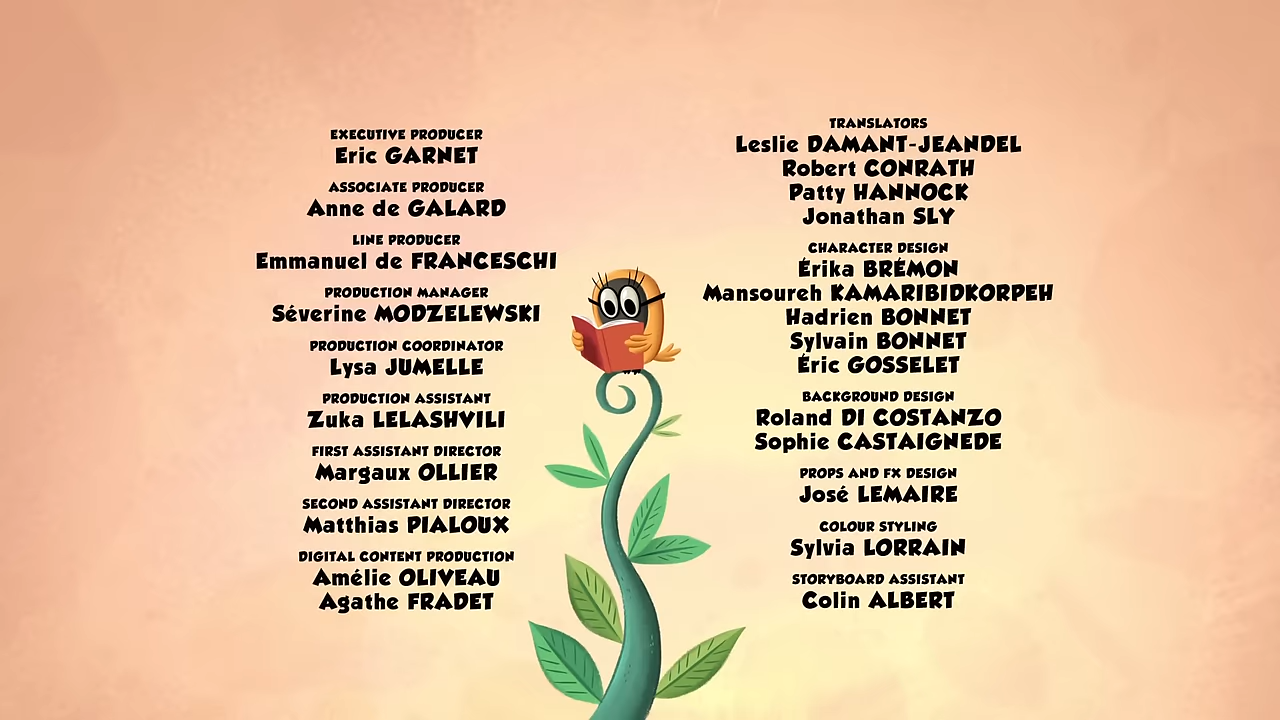 EXECUTIVE PRODUCER
Eric GARNET
ASSOCIATE PRODUCER
Anne de GALARD
LINE PRODUCER
Emmanuel de FRANCESCHI
PRODUCTION MANAGER
Séverine MODZELEWSKI
PRODUCTION COORDINATOR
Lysa JUMELLE
PRODUCTION ASSISTANT
Zuka LELASHVILI
FIRST ASSISTANT DIRECTOR
Margaux OLLIER
SECOND ASSISTANT DIRECTOR
Matthias PIALOUX
DIGITAL CONTENT PRODUCTION
Amélie OLIVEAU
Agathe FRADET
TRANSLATORS
Leslie DAMANT-JEANDEL
Robert CONRATH
Patty HANNOCK
Jonathan SLY
CHARACTER DESIGN
Érika BRÉMON
Mansoureh KAMARIBIDKORPEH
Hadrien BONNET
Sylvain BONNET
Éric GOSSELET
BACKGROUND DESIGN
Roland DI COSTANZO
Sophie CASTAIGNEDE
PROPS AND FX DESIGN
José LEMAIRE
COLOUR STYLING
Sylvia LORRAIN
STORYBOARD ASSISTANT
Colin ALBERT